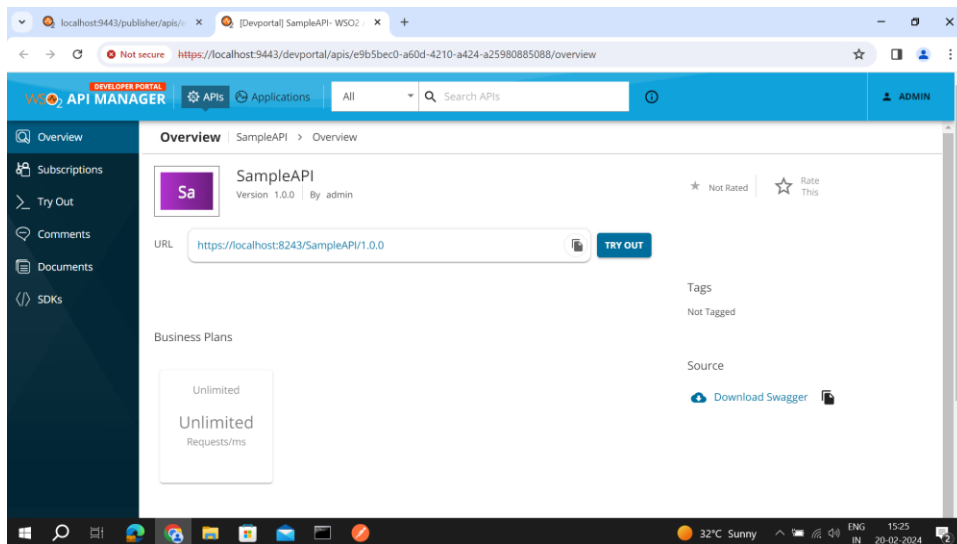 localhost:9443/publisher/apis/e
[Devportal] SampleAPI- WSO2
Not secure https://localhost:9443/devportal/apis/e9b5bec0-a60d-4210-a424-a25980885088/overview
DEVELOPER PORTAL
WSO2 API MANAGER
APIs
Applications
All
Search APIs
ADMIN
Overview
Subscriptions
Try Out
Comments
Documents
SDKs
Overview SampleAPI > Overview
Sa
SampleAPI
Version 1.0.0 By admin
Not Rated
Rate
This
URL https://localhost:8243/SampleAPI/1.0.0 TRY OUT
Tags
Not Tagged
Business Plans
Unlimited
Unlimited
Requests/ms
Source
Download Swagger
32°C Sunny
ENG
IN
15:25
20-02-2024
2